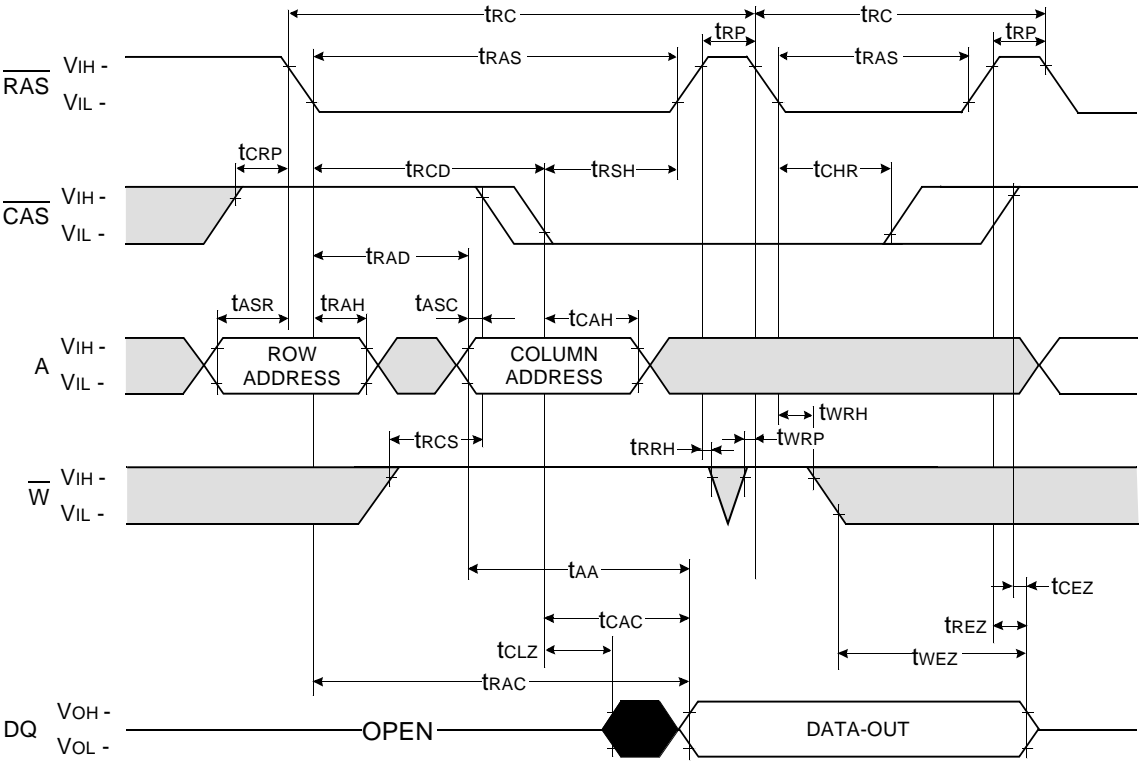 tRC tRC
tRP tRP
tRAS tRAS
RAS VIH -
VIL -
tCRP tRCD tRSH tCHR
CAS VIH -
VIL -
tRAD
tASR tRAH tASC tCAH
A VIH -
VIL -
ROW
ADDRESS
COLUMN
ADDRESS
tWRH
tRCS tRRH tWRP
W VIH -
VIL -
tAA tCEZ
tCAC tREZ
tCLZ tWEZ
tRAC
DQ VOH -
VOL -
OPEN DATA-OUT